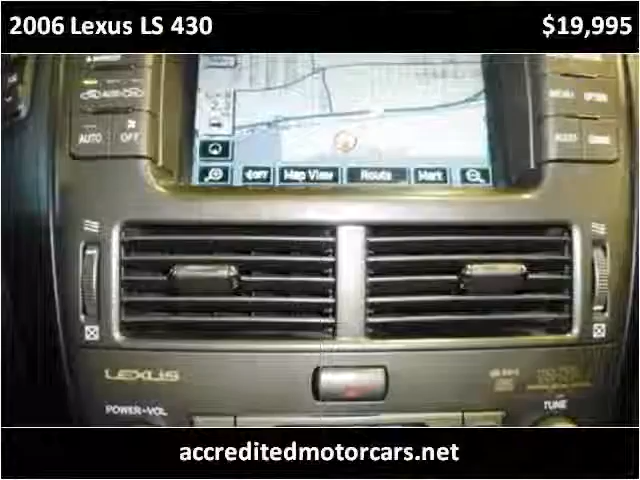 2006 Lexus LS 430
$19,995
AUTO
OFF
MENU
OFF
Map View
Route
Mark
LEXUS
POWER-VOL
TUNE
accreditedmotorcars.net